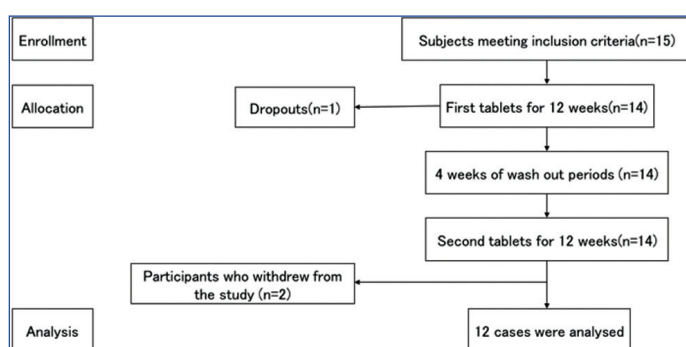 Enrollment
Subjects meeting inclusion criteria(n=15)
Allocation
Dropouts(n=1)
First tablets for 12 weeks(n=14)
4 weeks of wash out periods (n=14)
Second tablets for 12 weeks(n=14)
Participants who withdrew from
the study (n=2)
Analysis
12 cases were analysed